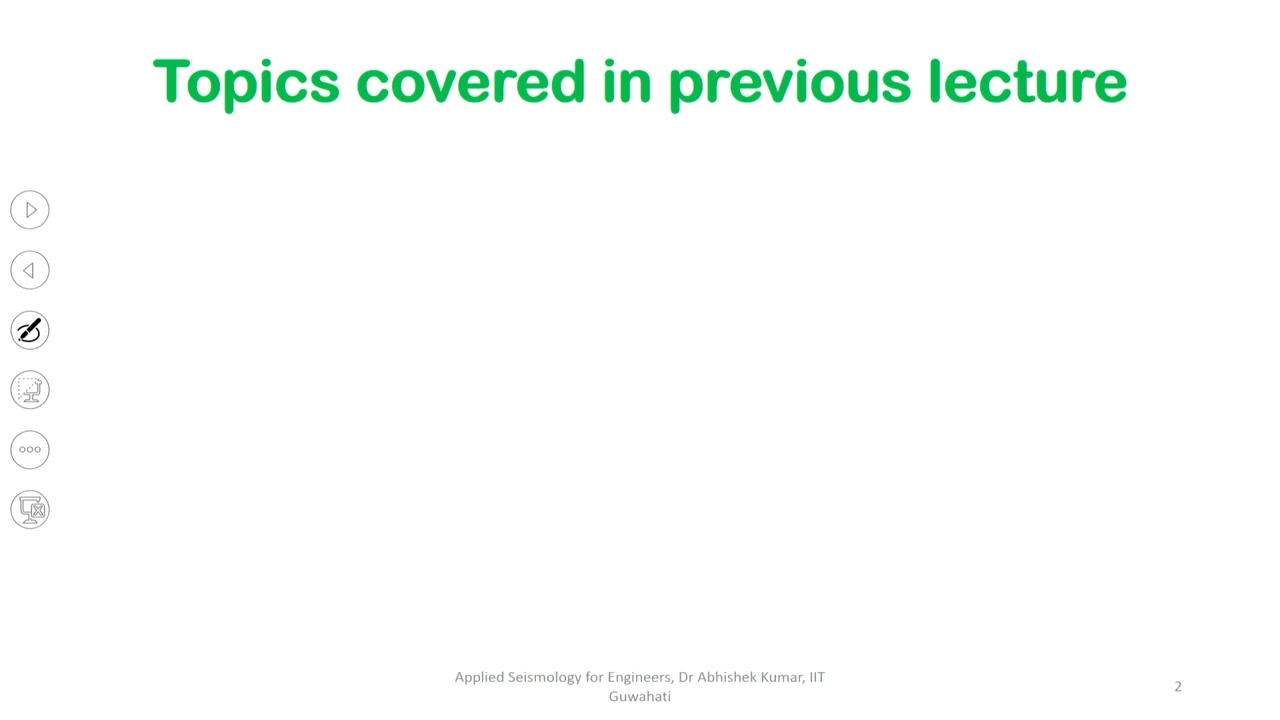 Topics covered in previous lecture
Applied Seismology for Engineers, Dr Abhishek Kumar, IIT
Guwahati
2